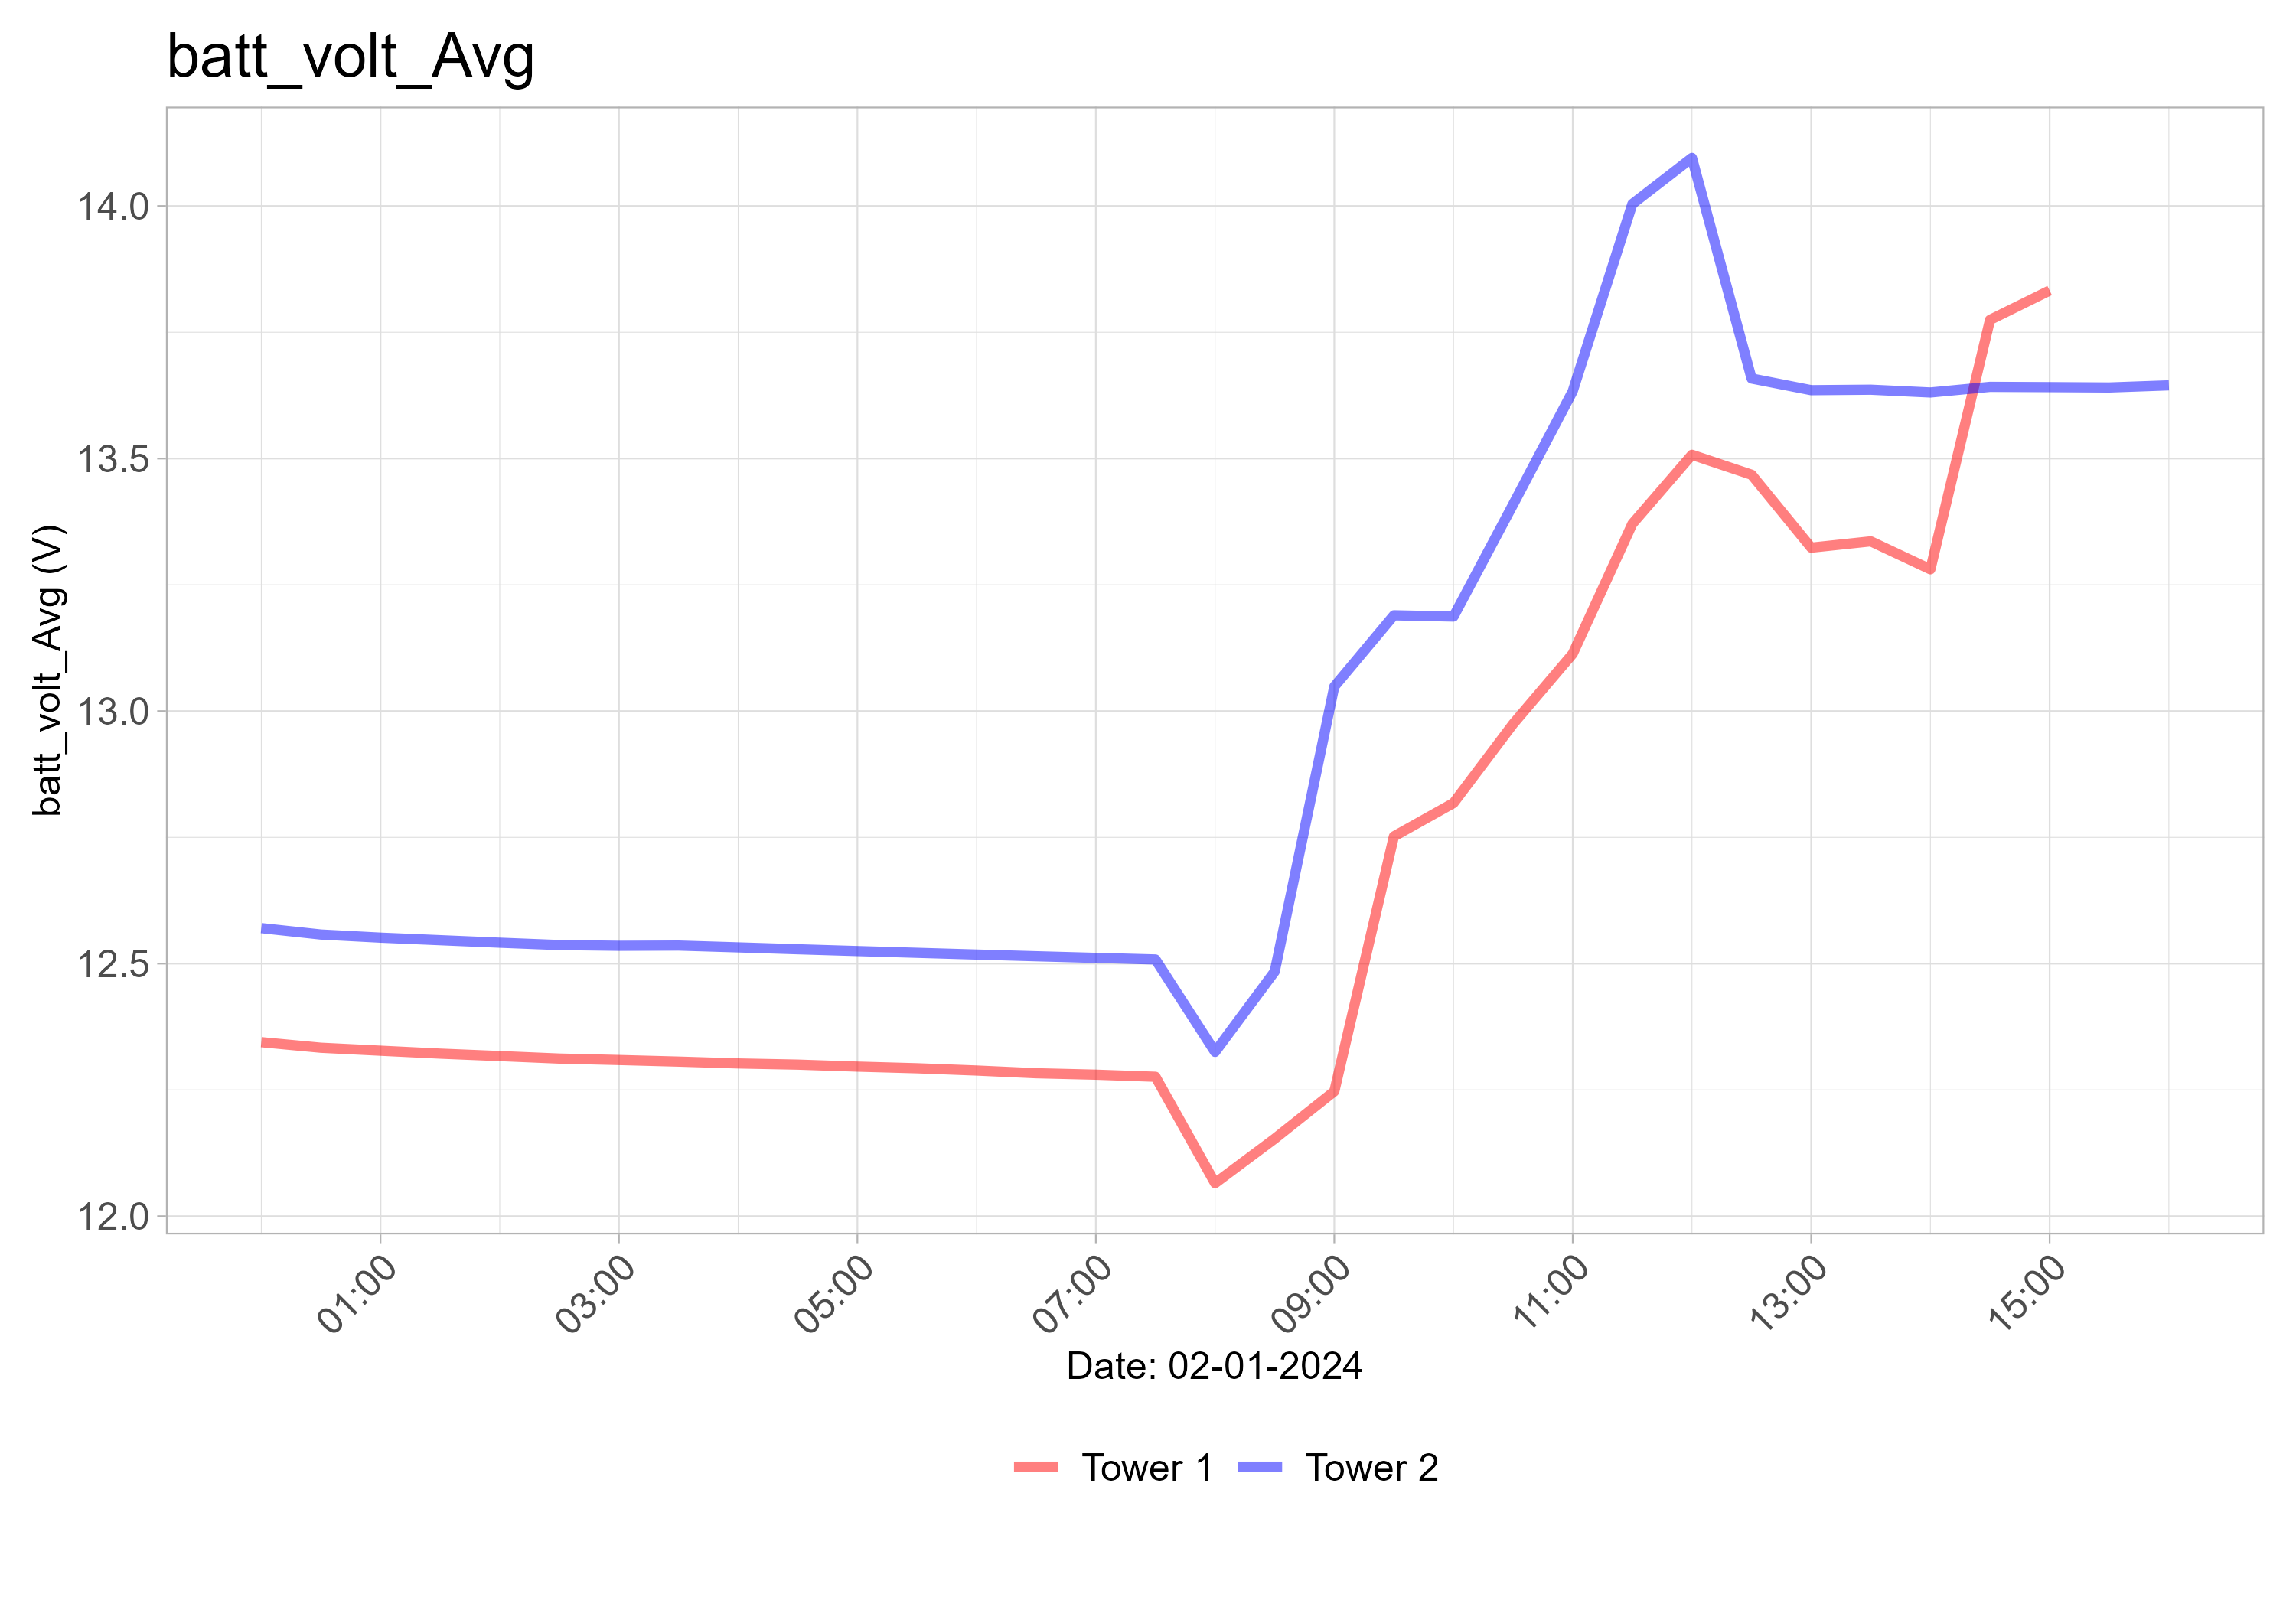 batt_volt_Avg
batt_volt_Avg (V)
14.0
13.5
13.0
12.5
12.0
01:00 03:00 05:00 07:00 09:00 11:00 13:00 15:00
Date: 02-01-2024
Tower 1 Tower 2